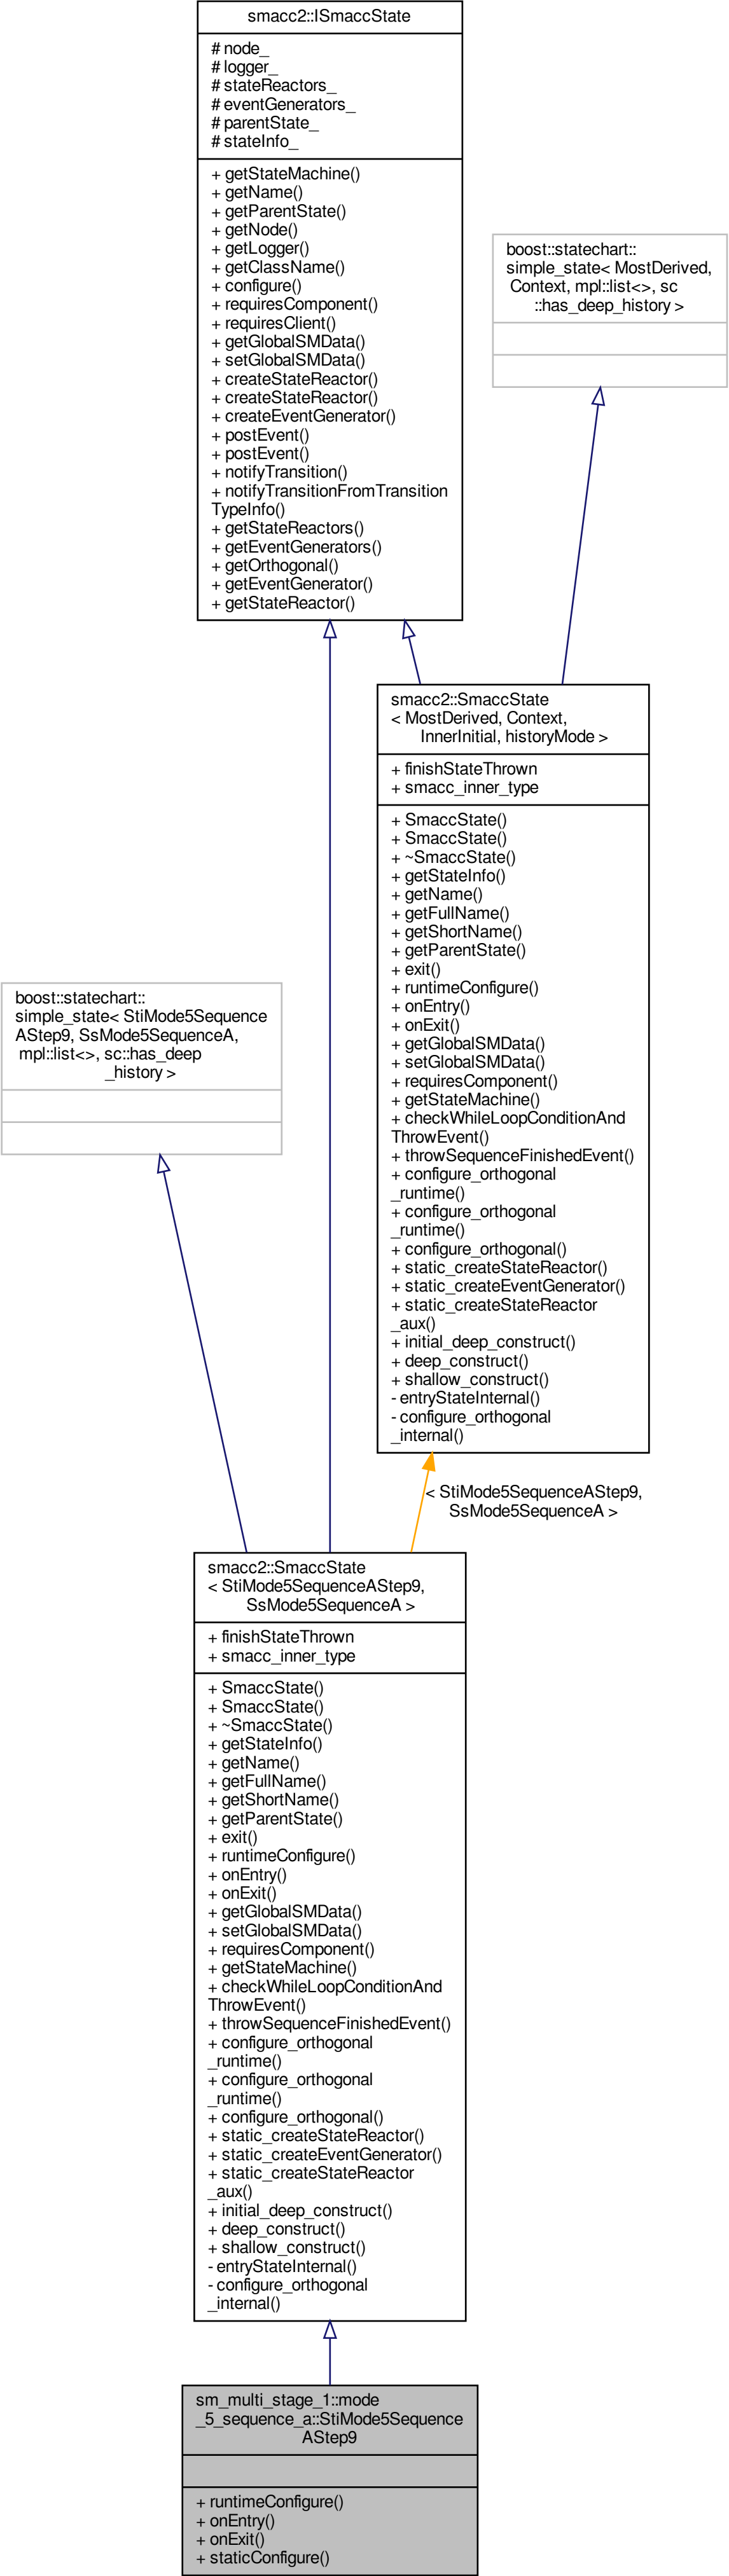 smacc2::ISmaccState
# node_
# logger_
# stateReactors_
# eventGenerators_
# parentState_
# stateInfo_
+ getStateMachine()
+ getName()
+ getParentState()
+ getNode()
+ getLogger()
+ getClassName()
+ configure()
+ requiresComponent()
+ requiresClient()
+ getGlobalSMData()
+ setGlobalSMData()
+ createStateReactor()
+ createStateReactor()
+ createEventGenerator()
+ postEvent()
+ postEvent()
+ notifyTransition()
+ notifyTransitionFromTransition
TypeInfo()
+ getStateReactors()
+ getEventGenerators()
+ getOrthogonal()
+ getEventGenerator()
+ getStateReactor()
boost::statechart::
simple_state< MostDerived,
Context, mpl::list<>, sc
::has_deep_history >
smacc2::SmaccState
< MostDerived, Context,
InnerInitial, historyMode >
+ finishStateThrown
+ smacc_inner_type
+ SmaccState()
+ SmaccState()
+ ~SmaccState()
+ getStateInfo()
+ getName()
+ getFullName()
+ getShortName()
+ getParentState()
+ exit()
+ runtimeConfigure()
+ onEntry()
+ onExit()
+ getGlobalSMData()
+ setGlobalSMData()
+ requiresComponent()
+ getStateMachine()
+ checkWhileLoopConditionAnd
ThrowEvent()
+ throwSequenceFinishedEvent()
+ configure_orthogonal
_runtime()
+ configure_orthogonal
_runtime()
+ configure_orthogonal()
+ static_createStateReactor()
+ static_createEventGenerator()
+ static_createStateReactor
_aux()
+ initial_deep_construct()
+ deep_construct()
+ shallow_construct()
- entryStateInternal()
- configure_orthogonal
_internal()
boost::statechart::
simple_state< StiMode5Sequence
AStep9, SsMode5SequenceA,
mpl::list<>, sc::has_deep
_history >
< StiMode5SequenceAStep9,
SsMode5SequenceA >
smacc2::SmaccState
< StiMode5SequenceAStep9,
SsMode5SequenceA >
+ finishStateThrown
+ smacc_inner_type
+ SmaccState()
+ SmaccState()
+ ~SmaccState()
+ getStateInfo()
+ getName()
+ getFullName()
+ getShortName()
+ getParentState()
+ exit()
+ runtimeConfigure()
+ onEntry()
+ onExit()
+ getGlobalSMData()
+ setGlobalSMData()
+ requiresComponent()
+ getStateMachine()
+ checkWhileLoopConditionAnd
ThrowEvent()
+ throwSequenceFinishedEvent()
+ configure_orthogonal
_runtime()
+ configure_orthogonal
_runtime()
+ configure_orthogonal()
+ static_createStateReactor()
+ static_createEventGenerator()
+ static_createStateReactor
_aux()
+ initial_deep_construct()
+ deep_construct()
+ shallow_construct()
- entryStateInternal()
- configure_orthogonal
_internal()
sm_multi_stage_1::mode
_5_sequence_a::StiMode5Sequence
AStep9
+ runtimeConfigure()
+ onEntry()
+ onExit()
+ staticConfigure()